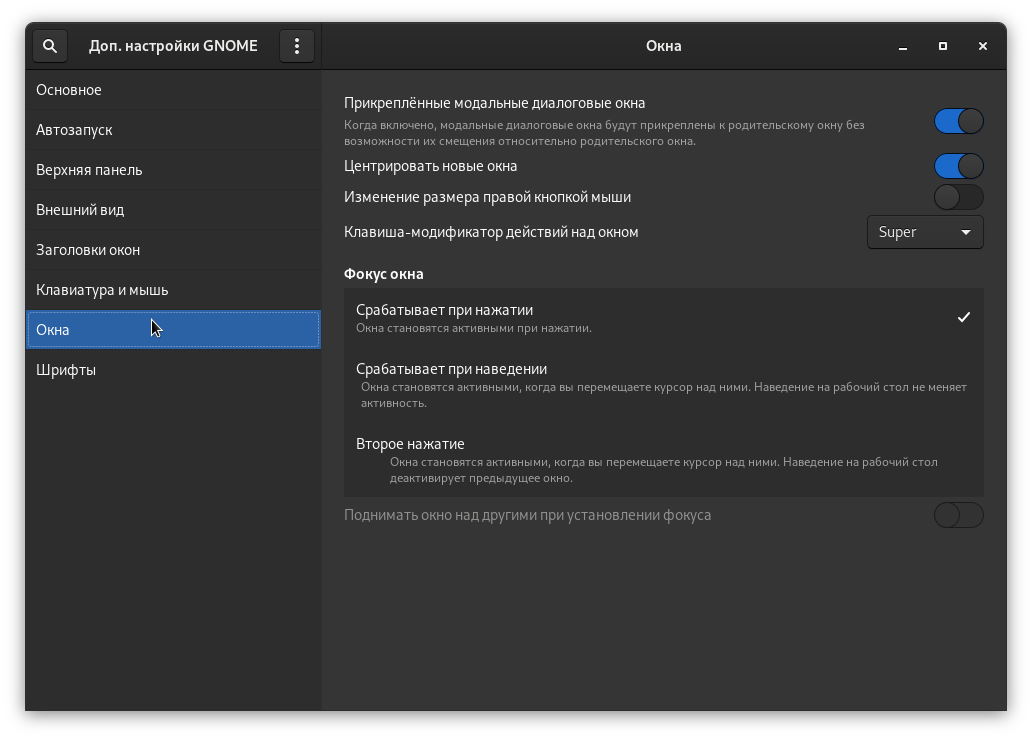 Доп. настройки GNOME
Окна
Основное
Автозапуск
Верхняя панель
Внешний вид
Заголовки окон
Клавиатура и мышь
Окна
Шрифты
Прикреплённые модальные диалоговые окна
Когда включено, модальные диалоговые окна будут прикреплены к родительскому окну без
возможности их смещения относительно родительского окна.
Центрировать новые окна
Изменение размера правой кнопкой мыши
Клавиша-модификатор действий над окном
Super
Фокус окна
Срабатывает при нажатии
Окна становятся активными при нажатии.
Срабатывает при наведении
Окна становятся активными, когда вы перемещаете курсор над ними. Наведение на рабочий стол не меняет
активность.
Второе нажатие
Окна становятся активными, когда вы перемещаете курсор над ними. Наведение на рабочий стол
деактивирует предыдущее окно.
Поднимать окно над другими при установлении фокуса